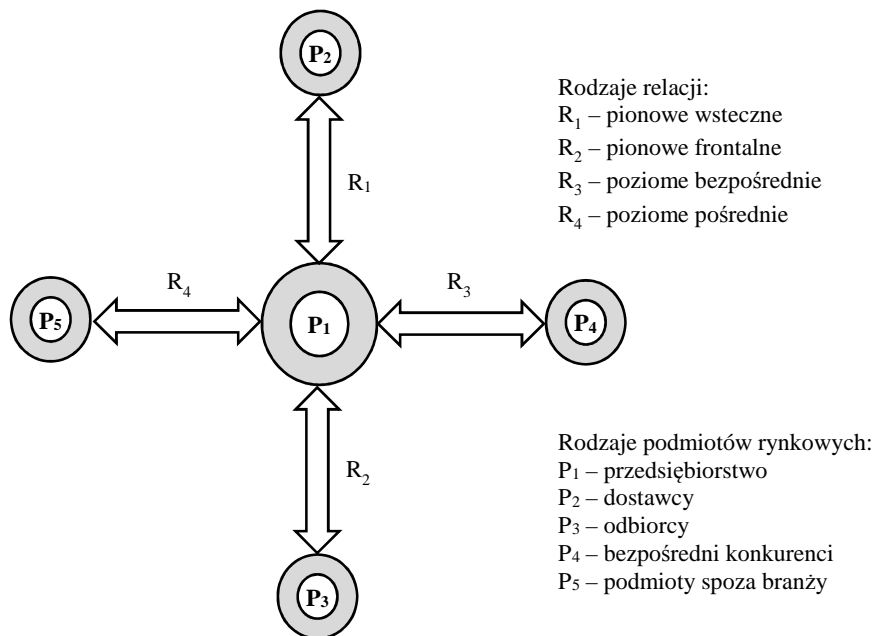 P₂
Rodzaje relacji:
R₁ – pionowe wsteczne
R₂ – pionowe frontalne
R₃ – poziome bezpośrednie
R₄ – poziome pośrednie
R₁
R₄
R₃
P₅
P₁
P₄
R₂
Rodzaje podmiotów rynkowych:
P₁ – przedsiębiorstwo
P₂ – dostawcy
P₃ – odbiorcy
P₄ – bezpośredni konkurenci
P₅ – podmioty spoza branży
P₃